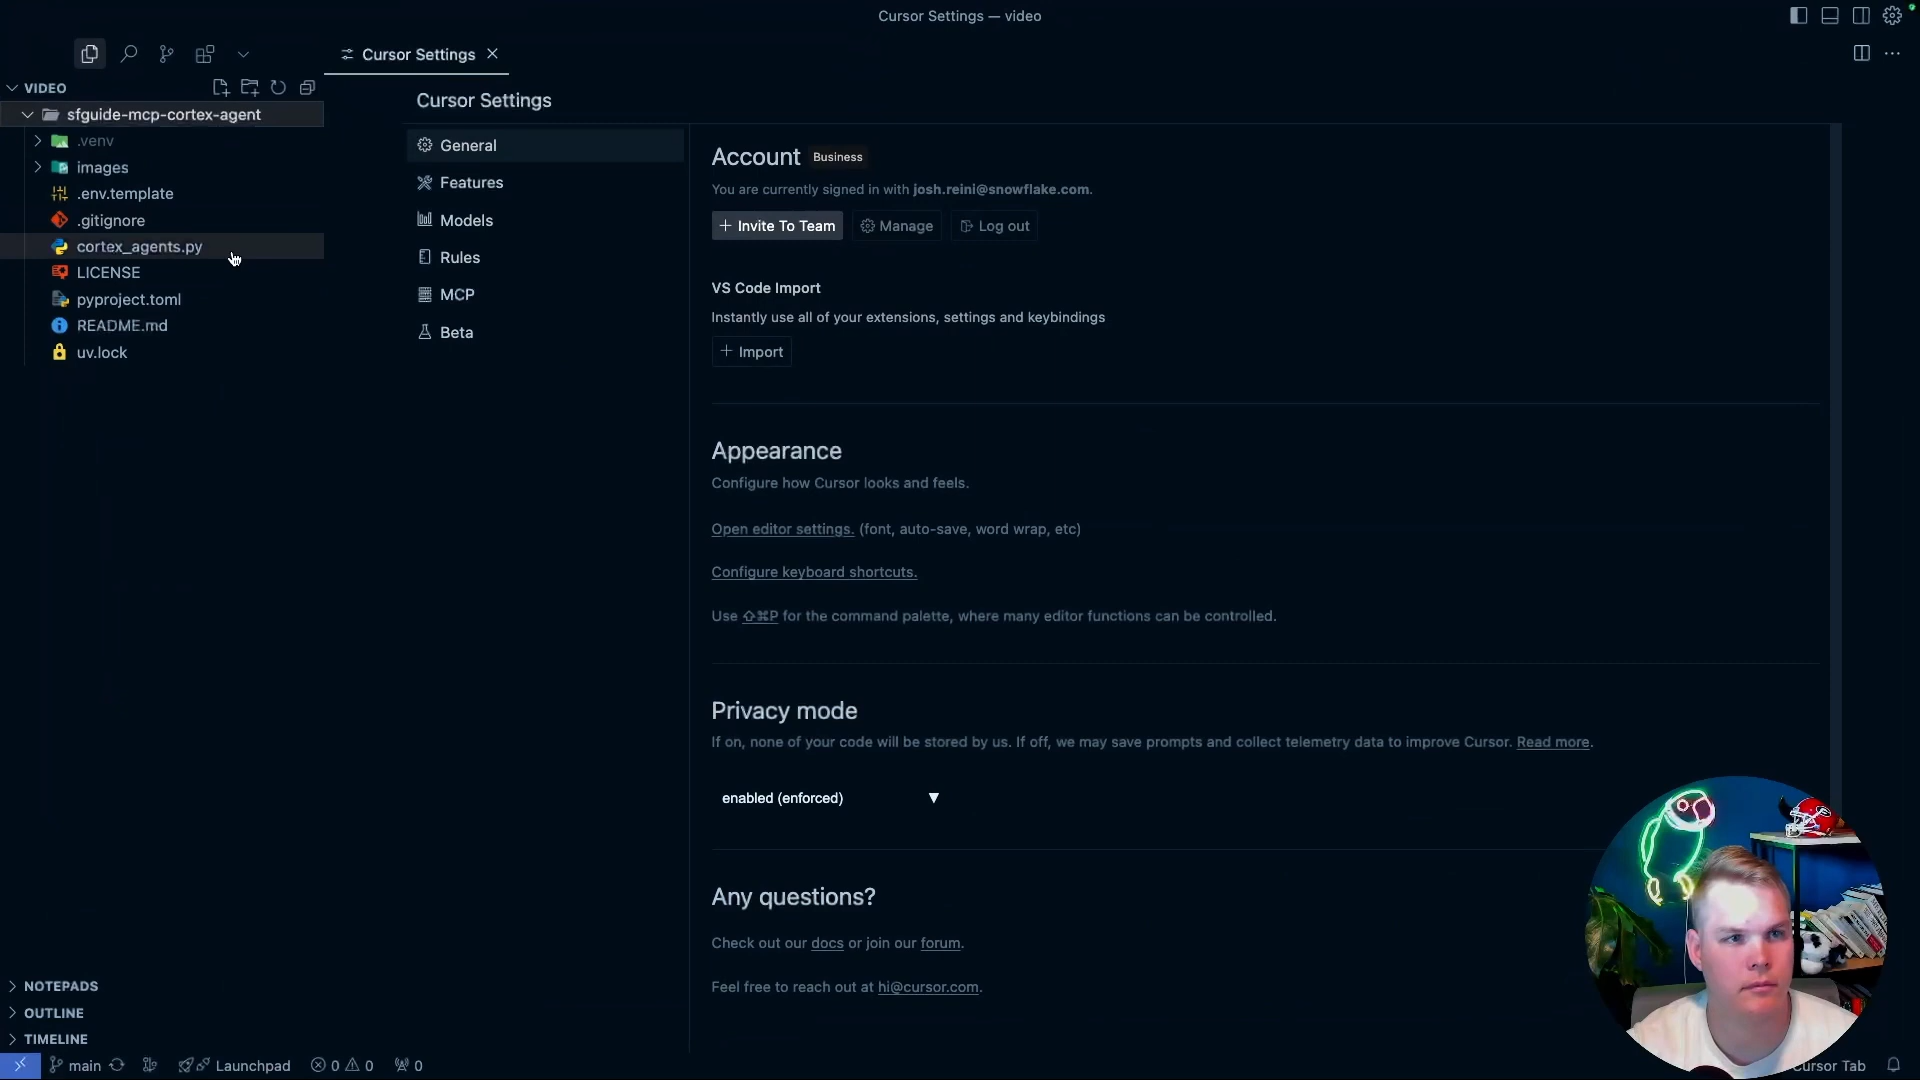 Cursor Settings — video
Cursor Settings
VIDEO
sfguide-mcp-cortex-agent
.venv
images
.env.template
.gitignore
cortex_agents.py
LICENSE
pyproject.toml
README.md
uv.lock
NOTEPADS
OUTLINE
TIMELINE
Cursor Settings
General
Features
Models
Rules
MCP
Beta
Account Business
You are currently signed in with josh.reini@snowflake.com.
+ Invite To Team Manage Log out
VS Code Import
Instantly use all of your extensions, settings and keybindings
+ Import
Appearance
Configure how Cursor looks and feels.
Open editor settings. (font, auto-save, word wrap, etc)
Configure keyboard shortcuts.
Use ⇧⌘P for the command palette, where many editor functions can be controlled.
Privacy mode
If on, none of your code will be stored by us. If off, we may save prompts and collect telemetry data to improve Cursor. Read more.
enabled (enforced) ▼
Any questions?
Check out our docs or join our forum.
Feel free to reach out at hi@cursor.com.
main Launchpad 0 0 0 Cursor Tab